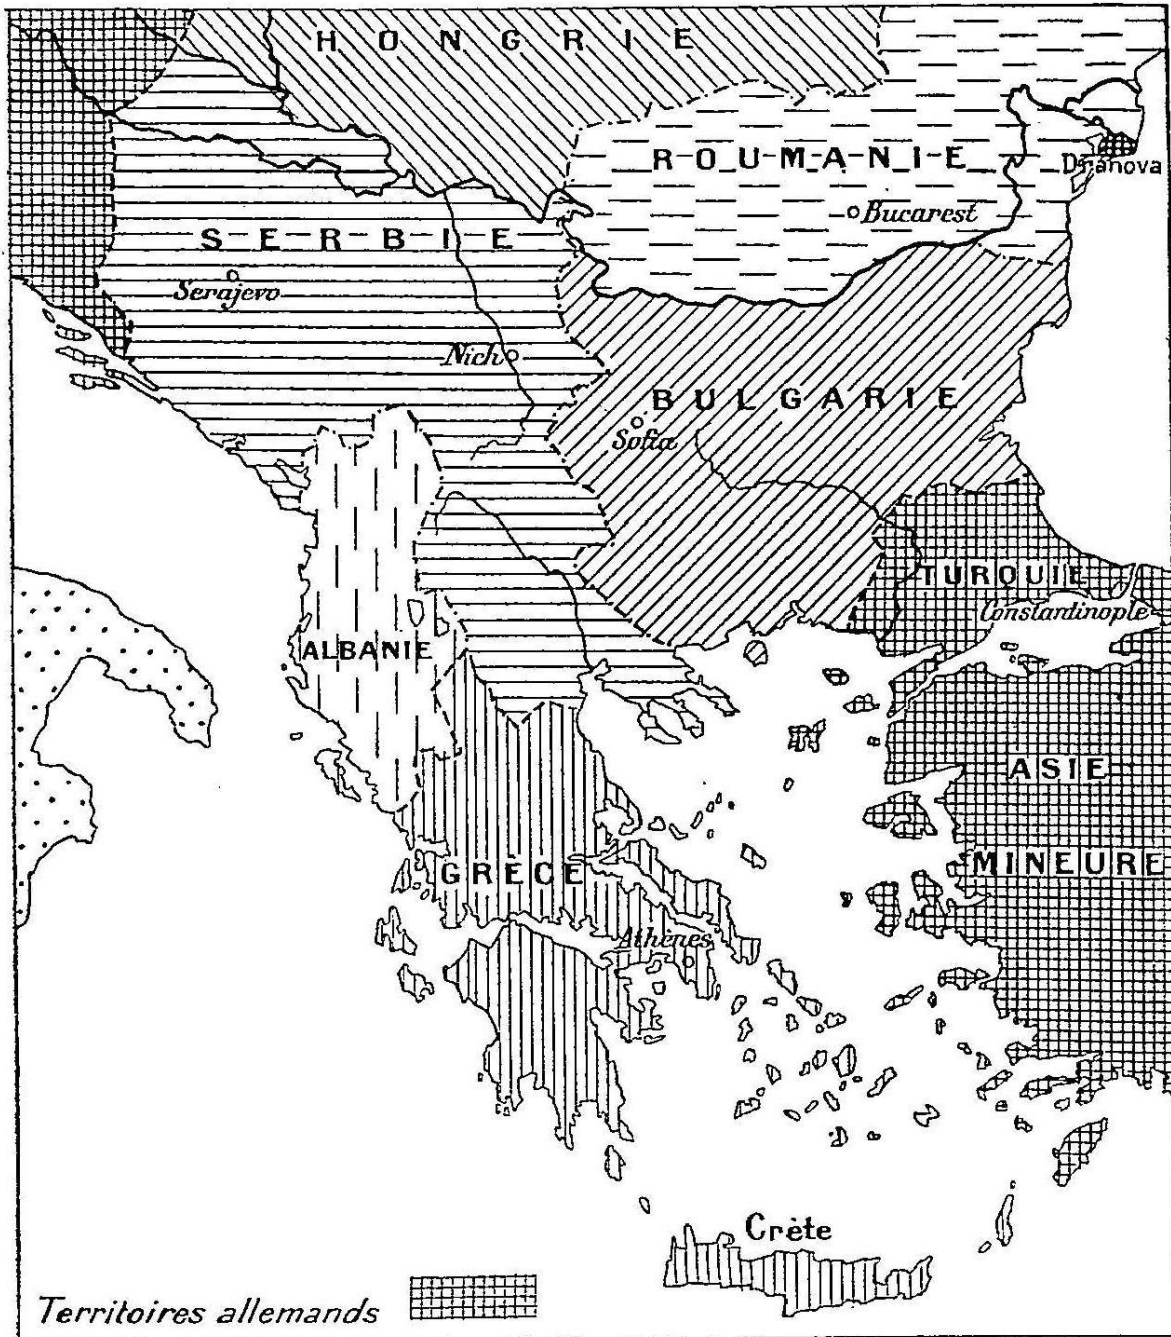 HONGRIE
ROUMANIE
Dranova
Bucarest
SERBIE
Serajevo
Nich
BULGARIE
Sofia
TURQUIE
Constantinople
ALBANIE
ASIE
MINEURE
GRÈCE
Athènes
Crète
Territoires allemands